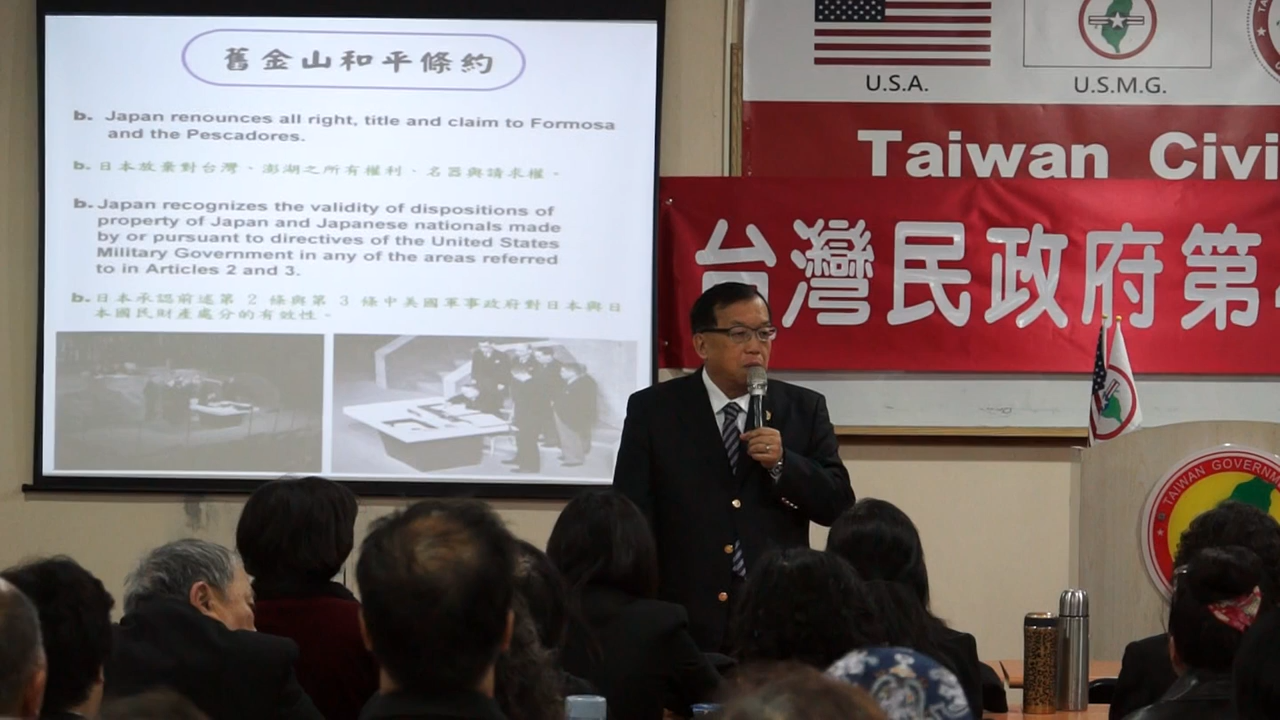 舊金山和平條約
b. Japan renounces all right, title and claim to Formosa
and the Pescadores.
b. 日本放棄對台灣、澎湖之所有權利、名器與請求權。
b. Japan recognizes the validity of dispositions of
property of Japan and Japanese nationals made
by or pursuant to directives of the United States
Military Government in any of the areas referred
to in Articles 2 and 3.
b. 日本承認前述第 2 條與第 3 條中美國軍事政府對日本與日
本國民財產處分的有效性。
U.S.A.
U.S.M.G.
Taiwan Civi
台灣民政府第
TAIWAN GOVERNMENT